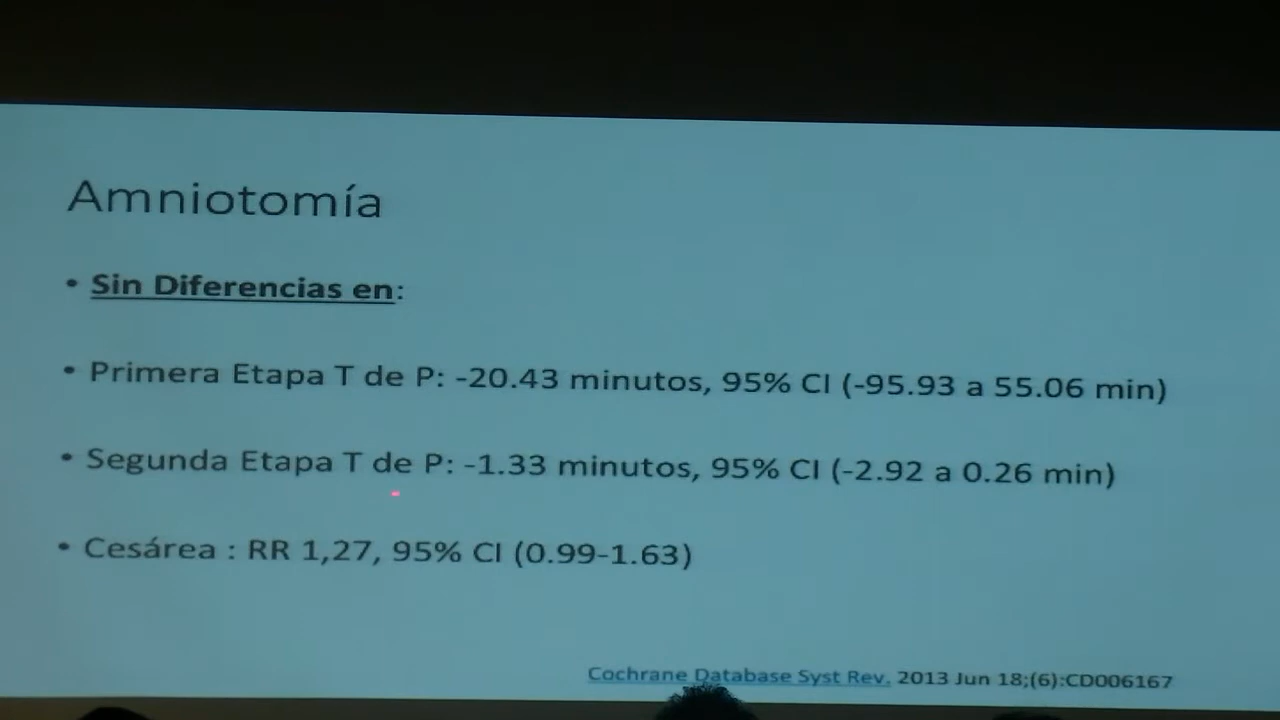 Amniotomía
• Sin Diferencias en:
• Primera Etapa T de P: -20.43 minutos, 95% CI (-95.93 a 55.06 min)
• Segunda Etapa T de P: -1.33 minutos, 95% CI (-2.92 a 0.26 min)
• Cesárea : RR 1,27, 95% CI (0.99-1.63)
Cochrane Database Syst Rev. 2013 Jun 18;(6):CD006167